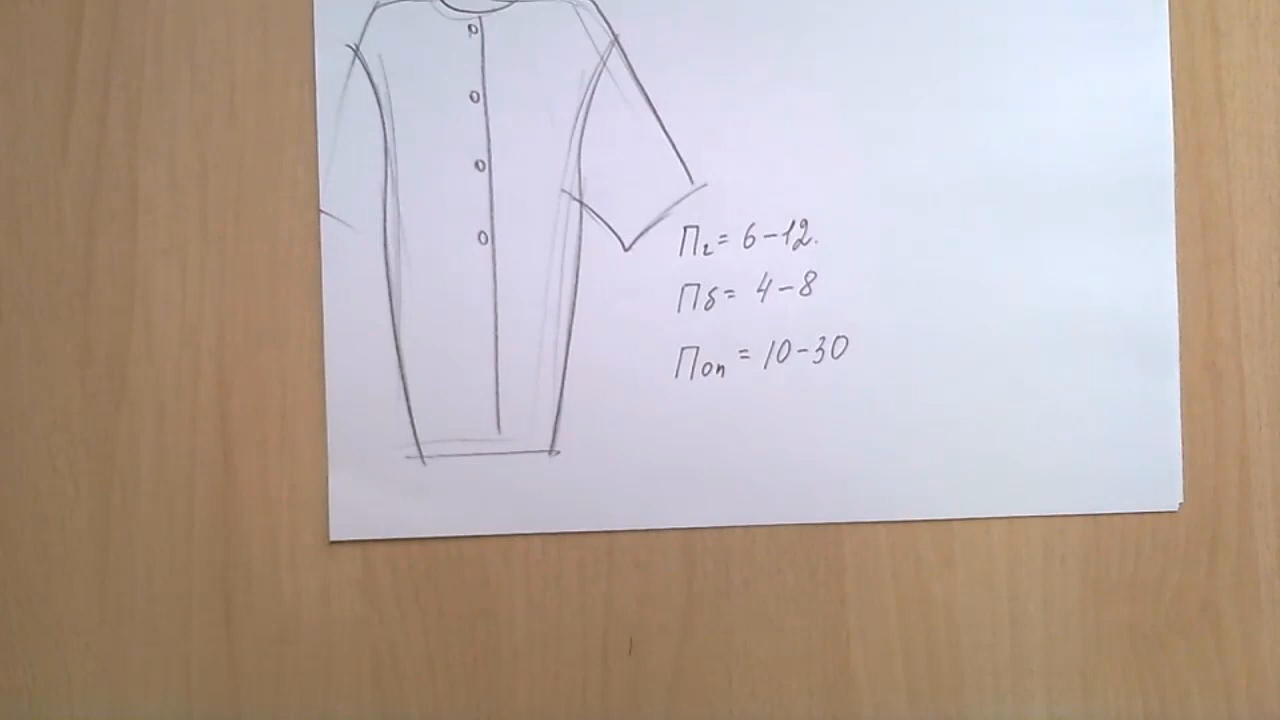 Пг = 6-12.
Пб = 4-8
Поп = 10-30